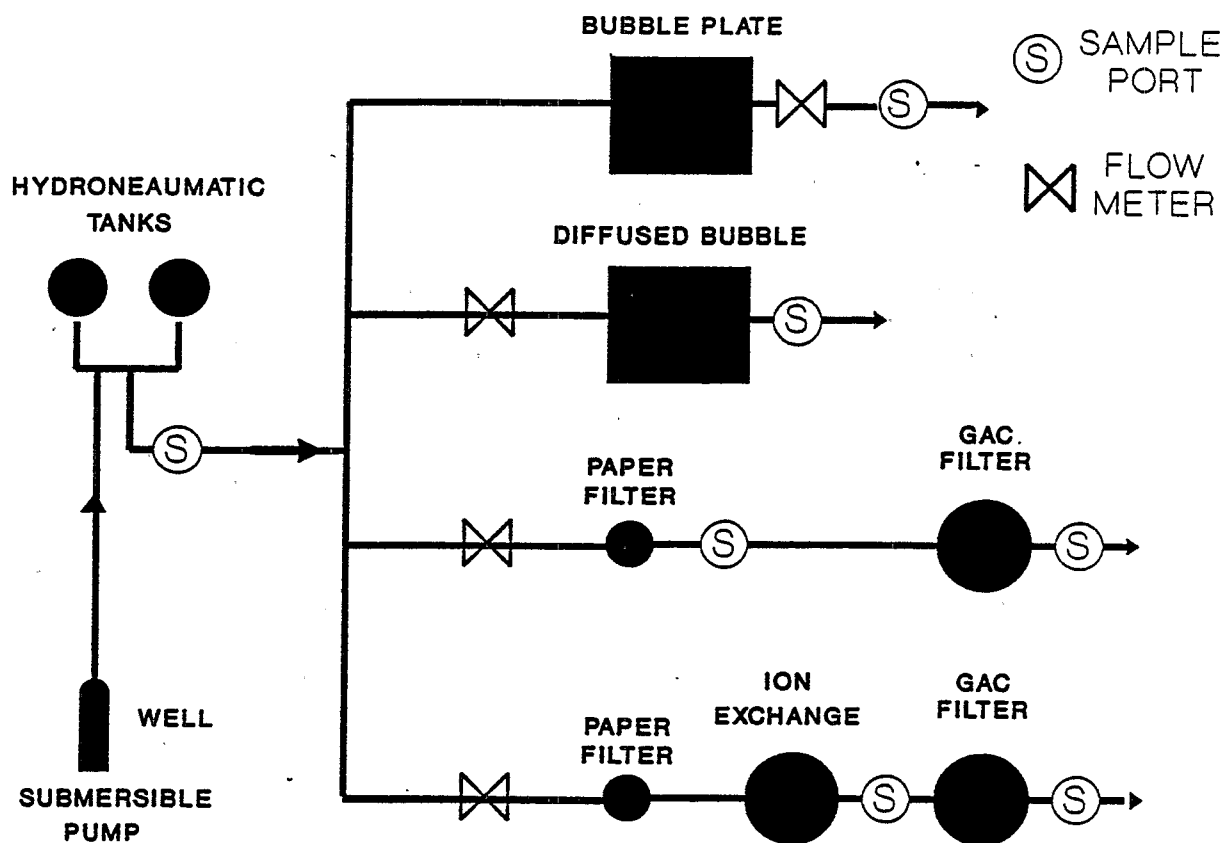 BUBBLE PLATE
S SAMPLE
PORT
S
FLOW
METER
HYDRONEAUMATIC
TANKS
DIFFUSED BUBBLE
S
S
PAPER
FILTER
S
GAC.
FILTER
S
WELL
SUBMERSIBLE
PUMP
PAPER
FILTER
ION
EXCHANGE
S
GAC
FILTER
S